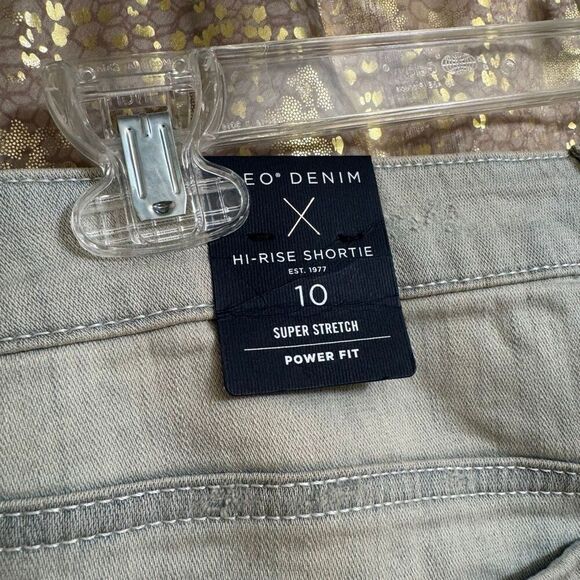 EO® DENIM
X
HI-RISE SHORTIE
EST. 1977
10
SUPER STRETCH
POWER FIT